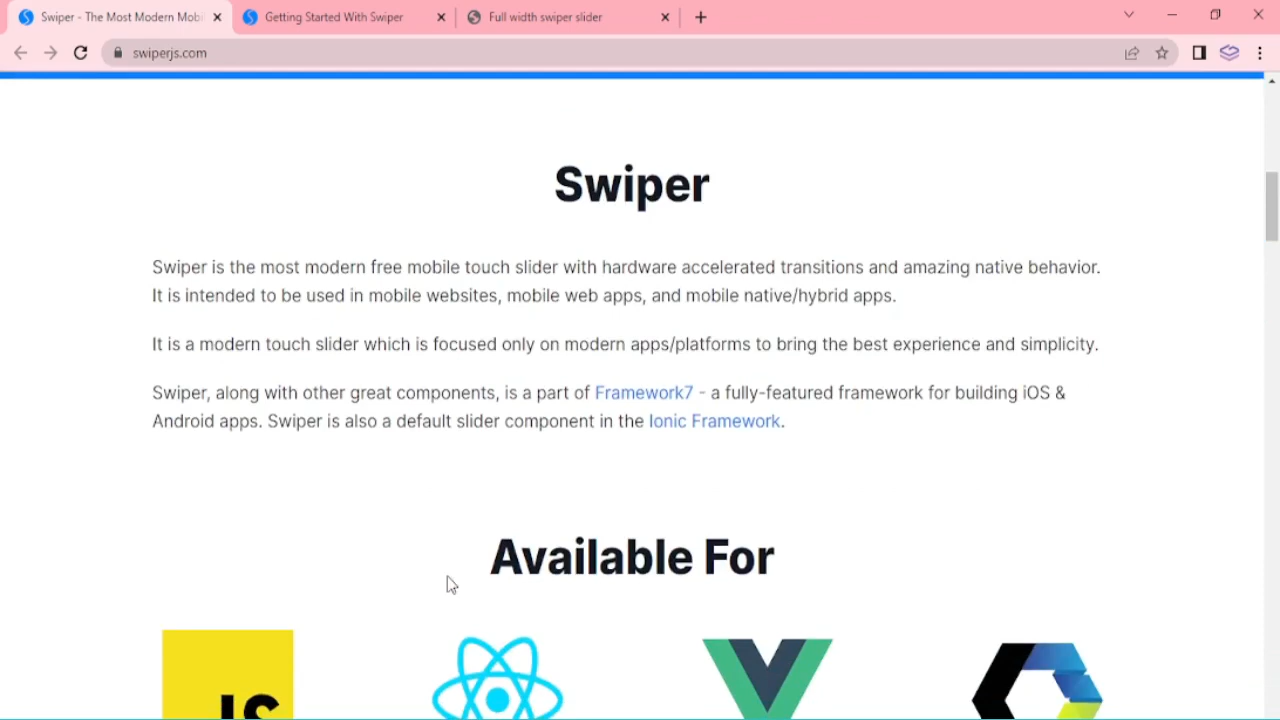 Swiper - The Most Modern Mobi
Getting Started With Swiper
Full width swiper slider
swiperjs.com
Swiper
Swiper is the most modern free mobile touch slider with hardware accelerated transitions and amazing native behavior.
It is intended to be used in mobile websites, mobile web apps, and mobile native/hybrid apps.
It is a modern touch slider which is focused only on modern apps/platforms to bring the best experience and simplicity.
Swiper, along with other great components, is a part of Framework7 - a fully-featured framework for building iOS &
Android apps. Swiper is also a default slider component in the Ionic Framework.
Available For
JS